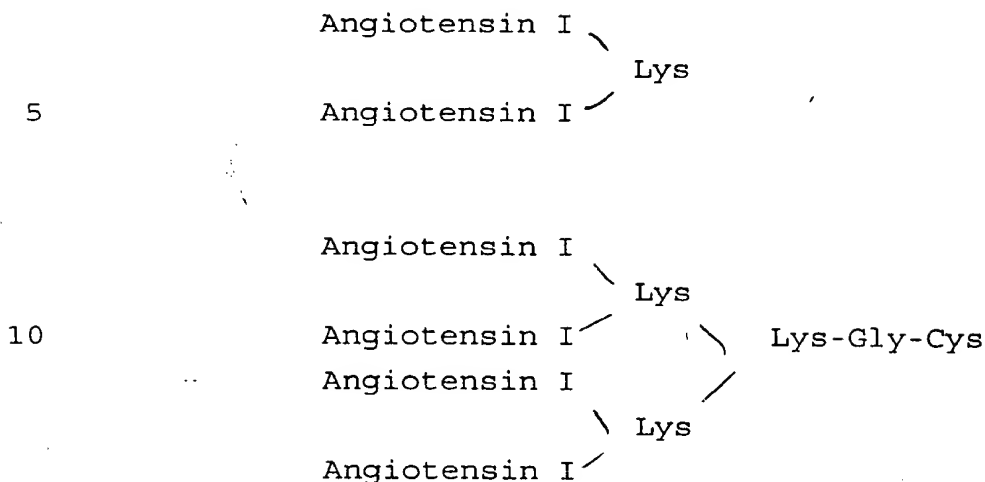 Angiotensin I
Lys
5 Angiotensin I
Angiotensin I
Lys
10 Angiotensin I Lys-Gly-Cys
Angiotensin I
Lys
Angiotensin I